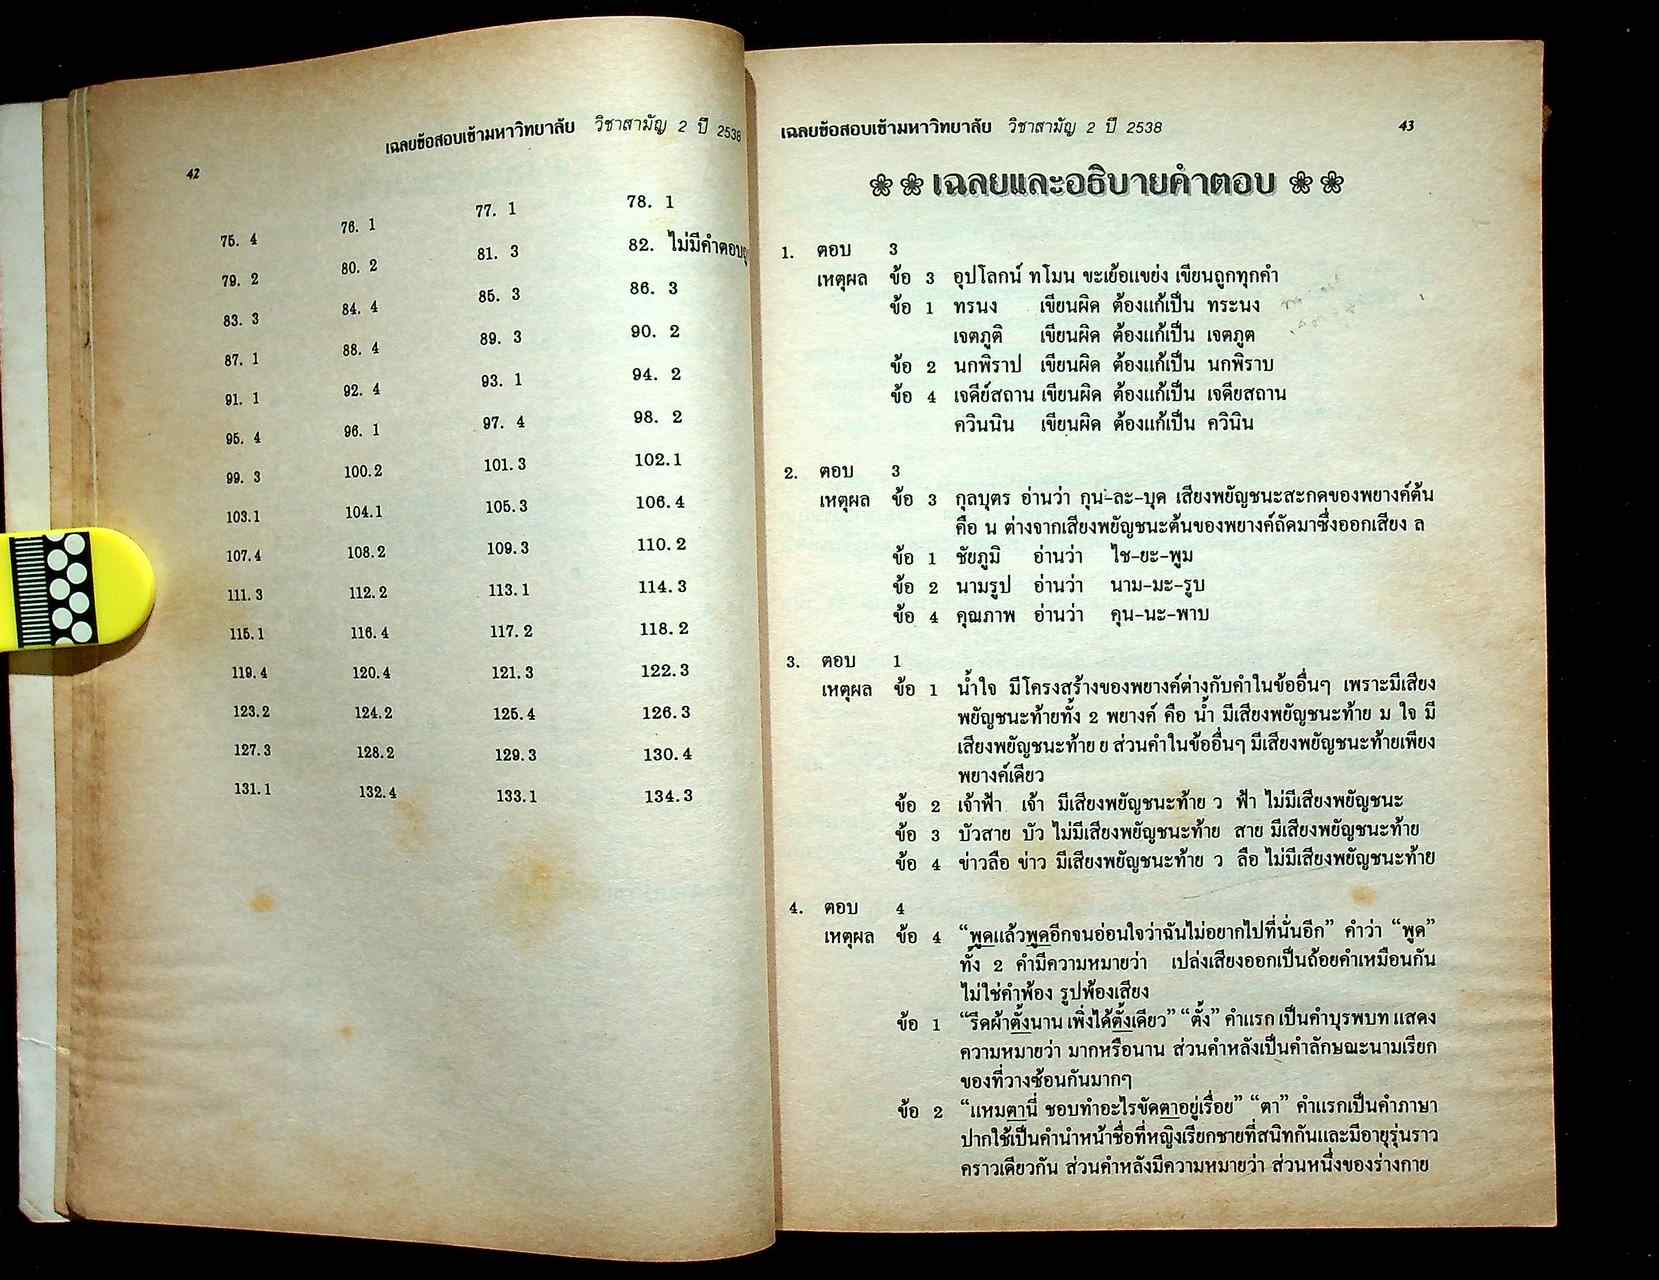 เฉลยข้อสอบเข้ามหาวิทยาลัย วิชาสามัญ 2 ปี 2538
42
75. 4 76. 1 77. 1 78. 1
79. 2 80. 2 81. 3 82. ไม่มีคำตอบ
83. 3 84. 4 85. 3 86. 3
87. 1 88. 4 89. 3 90. 2
91. 1 92. 4 93. 1 94. 2
95. 4 96. 1 97. 4 98. 2
99. 3 100. 2 101. 3 102. 1
103. 1 104. 1 105. 3 106. 4
107. 4 108. 2 109. 3 110. 2
111. 3 112. 2 113. 1 114. 3
115. 1 116. 4 117. 2 118. 2
119. 4 120. 4 121. 3 122. 3
123. 2 124. 2 125. 4 126. 3
127. 3 128. 2 129. 3 130. 4
131. 1 132. 4 133. 1 134. 3
เฉลยข้อสอบเข้ามหาวิทยาลัย วิชาสามัญ 2 ปี 2538 43
เฉลยและอธิบายคำตอบ
1. ตอบ 3
เหตุผล ข้อ 3 อุปโลกน์ ทโมน ขะเย้อแขย่ง เขียนถูกทุกคำ
ข้อ 1 ทรนง เขียนผิด ต้องแก้เป็น ทระนง
เจตภูติ เขียนผิด ต้องแก้เป็น เจตภูต
ข้อ 2 นกพิราป เขียนผิด ต้องแก้เป็น นกพิราบ
ข้อ 4 เจดีย์สถาน เขียนผิด ต้องแก้เป็น เจดียสถาน
ควินนิน เขียนผิด ต้องแก้เป็น ควินิน
2. ตอบ 3
เหตุผล ข้อ 3 กุลบุตร อ่านว่า กุน-ละ-บุด เสียงพยัญชนะสะกดของพยางค์ต้น
คือ น ต่างจากเสียงพยัญชนะต้นของพยางค์ถัดมาซึ่งออกเสียง ล
ข้อ 1 ชัยภูมิ อ่านว่า ไช-ยะ-พูม
ข้อ 2 นามรูป อ่านว่า นาม-มะ-รูบ
ข้อ 4 คุณภาพ อ่านว่า คุน-นะ-พาบ
3. ตอบ 1
เหตุผล ข้อ 1 น้ำใจ มีโครงสร้างของพยางค์ต่างกับคำในข้ออื่นๆ เพราะมีเสียง
พยัญชนะท้ายทั้ง 2 พยางค์ คือ น้ำ มีเสียงพยัญชนะท้าย ม ใจ มี
เสียงพยัญชนะท้าย ย ส่วนคำในข้ออื่นๆ มีเสียงพยัญชนะท้ายเพียง
พยางค์เดียว
ข้อ 2 เจ้าฟ้า เจ้า มีเสียงพยัญชนะท้าย ว ฟ้า ไม่มีเสียงพยัญชนะ
ข้อ 3 บัวสาย บัว ไม่มีเสียงพยัญชนะท้าย สาย มีเสียงพยัญชนะท้าย
ข้อ 4 ข่าวลือ ข่าว มีเสียงพยัญชนะท้าย ว ลือ ไม่มีเสียงพยัญชนะท้าย
4. ตอบ 4
เหตุผล ข้อ 4 “พูดแล้วพูดอีกจนอ่อนใจว่าฉันไม่อยากไปที่นั่นอีก” คำว่า “พูด”
ทั้ง 2 คำมีความหมายว่า เปล่งเสียงออกเป็นถ้อยคำเหมือนกัน
ไม่ใช่คำพ้อง รูปพ้องเสียง
ข้อ 1 “รีดผ้าตั้งนาน เพิ่งได้ตั้งเดียว” “ตั้ง” คำแรก เป็นคำบุรพบท แสดง
ความหมายว่า มากหรือนาน ส่วนคำหลังเป็นคำลักษณะนามเรียก
ของที่วางซ้อนกันมากๆ
ข้อ 2 “แหมตานี่ ชอบทำอะไรขัดตาอยู่เรื่อย” “ตา” คำแรกเป็นคำภาษา
ปากใช้เป็นคำนำหน้าชื่อที่หญิงเรียกชายที่สนิทกันและมีอายุรุ่นราว
คราวเดียวกัน ส่วนคำหลังมีความหมายว่า ส่วนหนึ่งของร่างกาย